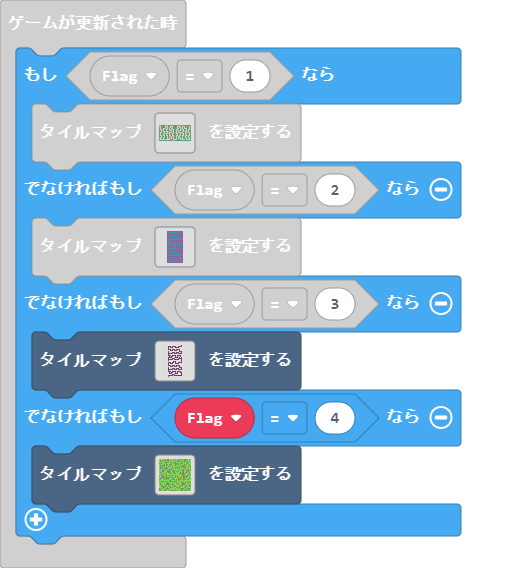 ゲームが更新された時
もし Flag = 1 なら
タイルマップ を設定する
でなければもし Flag = 2 なら
タイルマップ を設定する
でなければもし Flag = 3 なら
タイルマップ を設定する
でなければもし Flag = 4 なら
タイルマップ を設定する